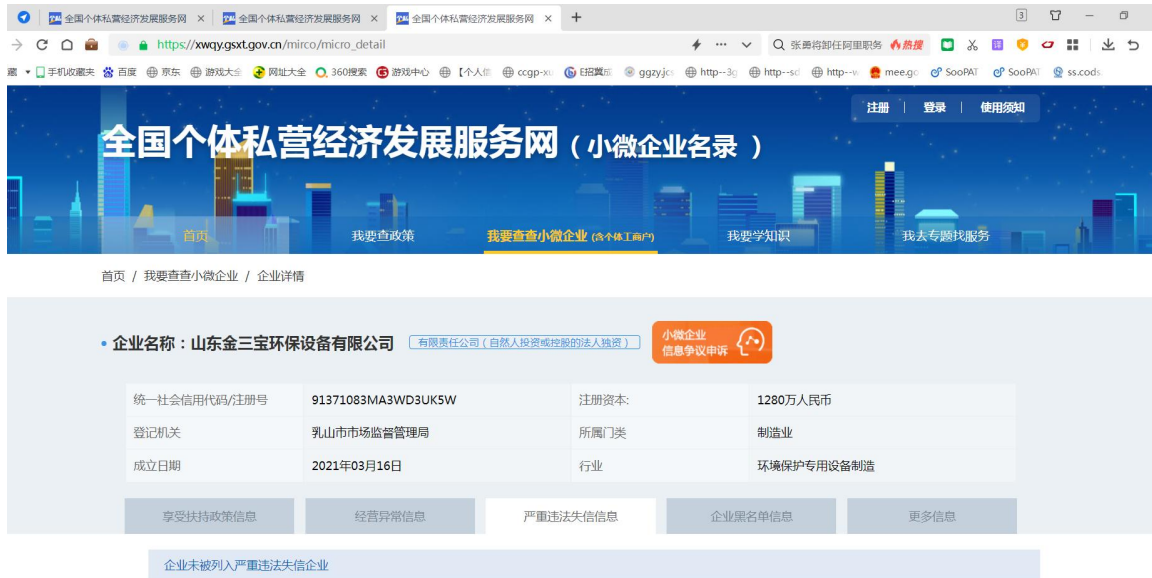 全国个体私营经济发展服务网 × 全国个体私营经济发展服务网 × 全国个体私营经济发展服务网 × + 3
https://xwqy.gsxt.gov.cn/mirco/micro_detail 张勇将卸任阿里职务 热搜
藏 手机收藏夹 百度 京东 游戏大全 网址大全 360搜索 游戏中心 【个人信 ccgp-xu E招冀成 ggzy.jcs http--3g http--sd http--w mee.go SooPAT SooPAT ss.cods.
注册 | 登录 | 使用须知
全国个体私营经济发展服务网（小微企业名录 ）
首页 我要查政策 我要查查小微企业 (含个体工商户) 我要学知识 我去专题找服务
首页 / 我要查查小微企业 / 企业详情
企业名称：山东金三宝环保设备有限公司 有限责任公司（自然人投资或控股的法人独资） 小微企业
信息争议申诉
统一社会信用代码/注册号 91371083MA3WD3UK5W 注册资本: 1280万人民币
登记机关 乳山市市场监督管理局 所属门类 制造业
成立日期 2021年03月16日 行业 环境保护专用设备制造
享受扶持政策信息 经营异常信息 严重违法失信信息 企业黑名单信息 更多信息
企业未被列入严重违法失信企业